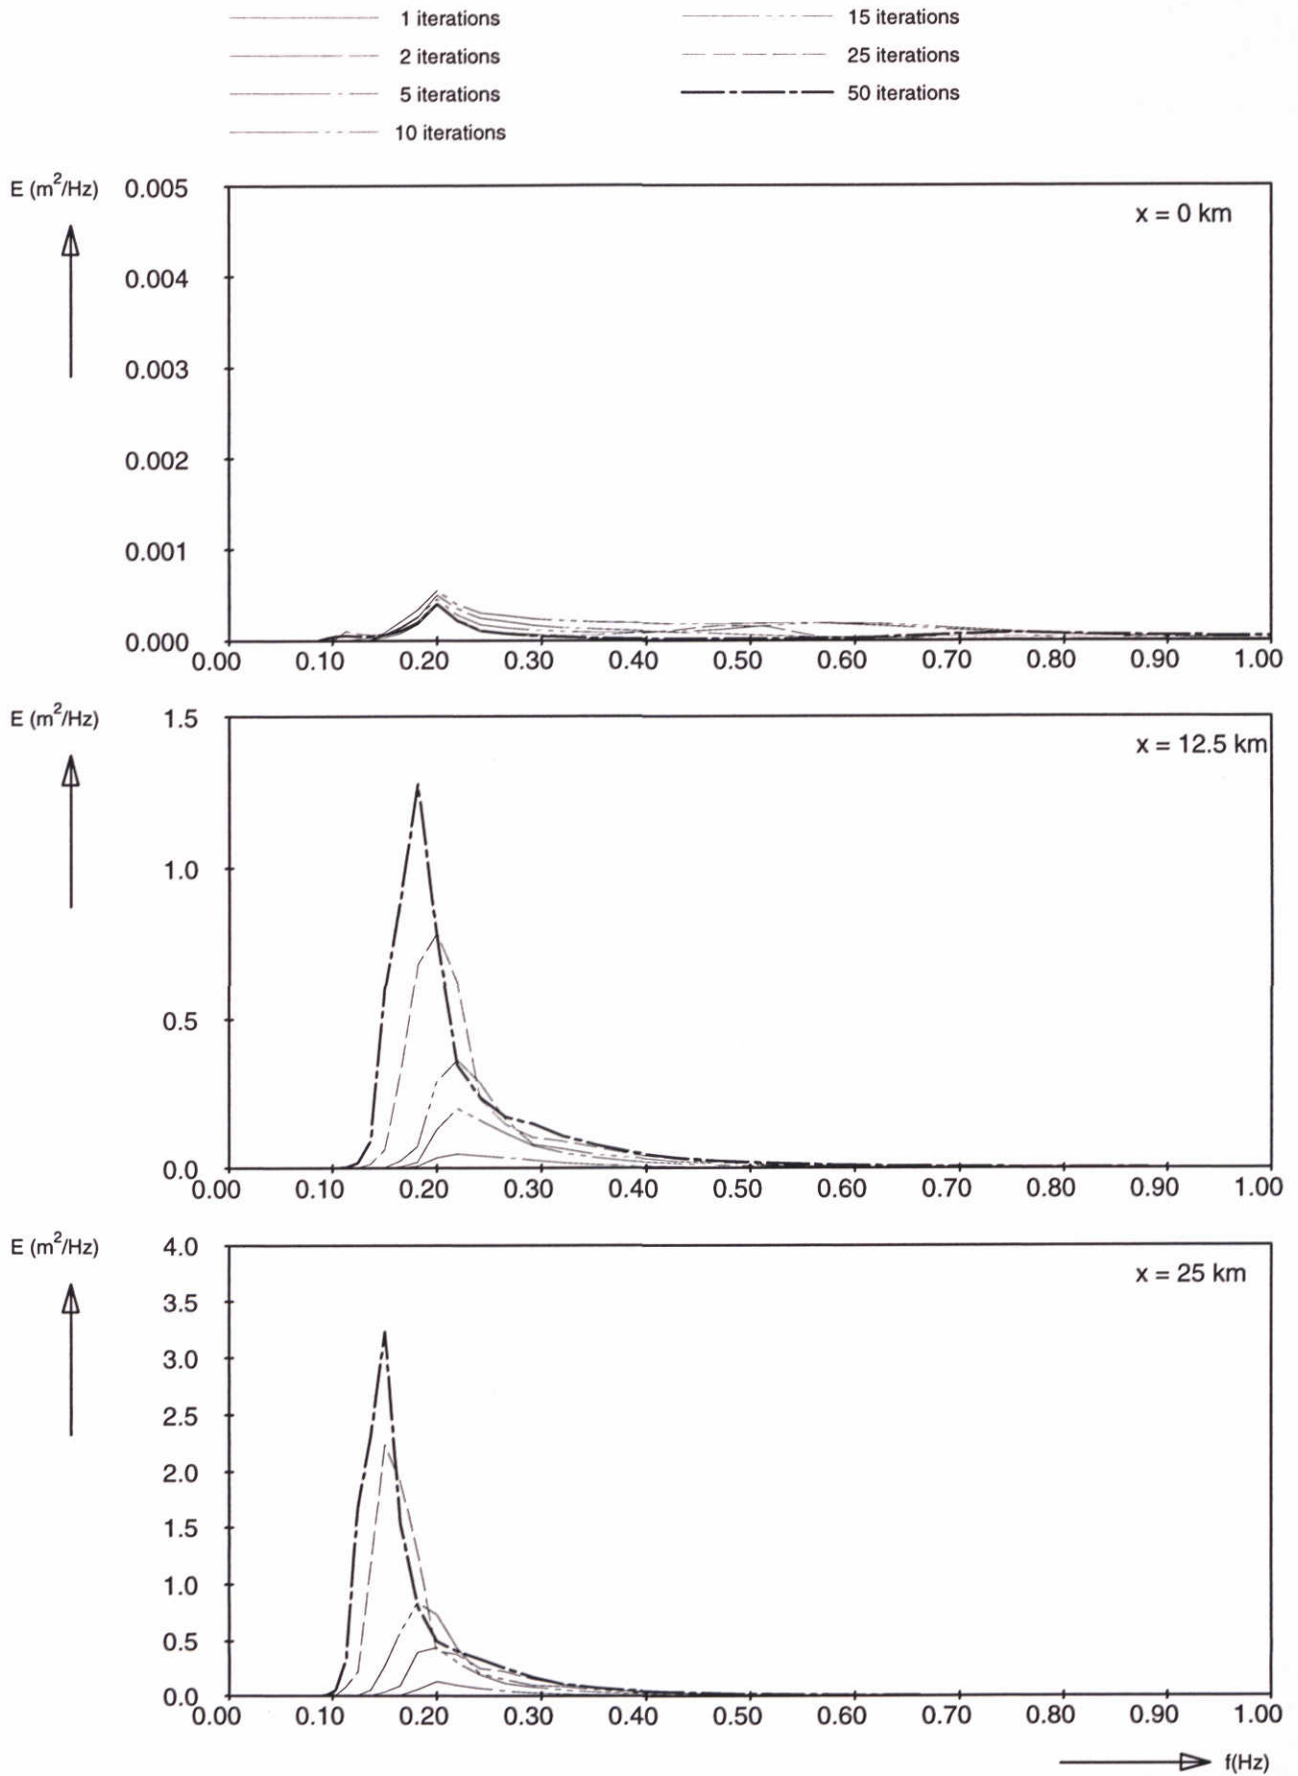 1 iterations
15 iterations
2 iterations
25 iterations
5 iterations
50 iterations
10 iterations
E (m²/Hz)
0.005
x = 0 km
0.004
0.003
0.002
0.001
0.000
0.00 0.10 0.20 0.30 0.40 0.50 0.60 0.70 0.80 0.90 1.00
E (m²/Hz)
1.5
x = 12.5 km
1.0
0.5
0.0
0.00 0.10 0.20 0.30 0.40 0.50 0.60 0.70 0.80 0.90 1.00
E (m²/Hz)
4.0
x = 25 km
3.5
3.0
2.5
2.0
1.5
1.0
0.5
0.0
0.00 0.10 0.20 0.30 0.40 0.50 0.60 0.70 0.80 0.90 1.00
f(Hz)